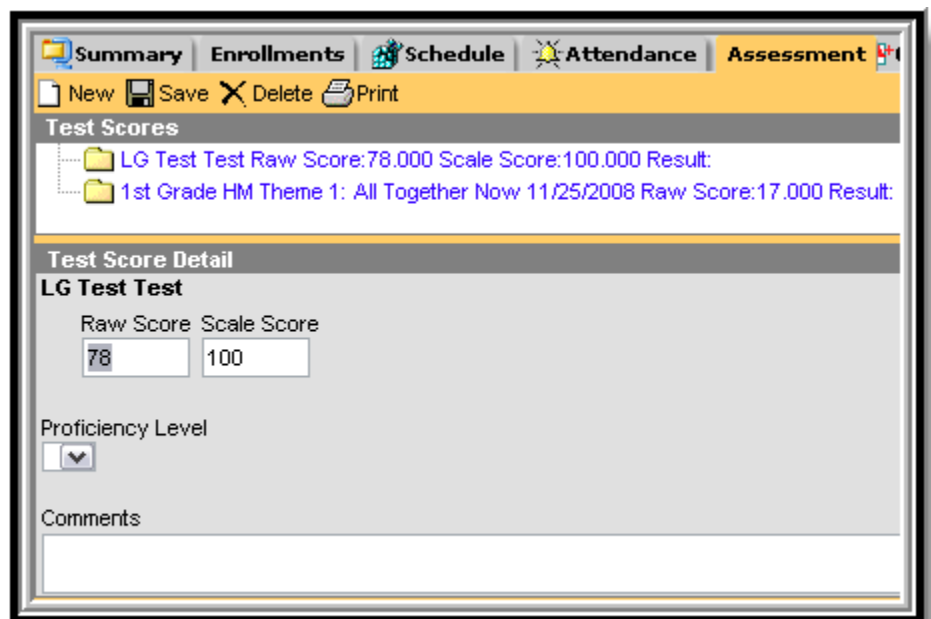 Summary Enrollments Schedule Attendance Assessment
New Save Delete Print
Test Scores
LG Test Test Raw Score:78.000 Scale Score:100.000 Result:
1st Grade HM Theme 1: All Together Now 11/25/2008 Raw Score:17.000 Result:
Test Score Detail
LG Test Test
Raw Score Scale Score
78 100
Proficiency Level
Comments